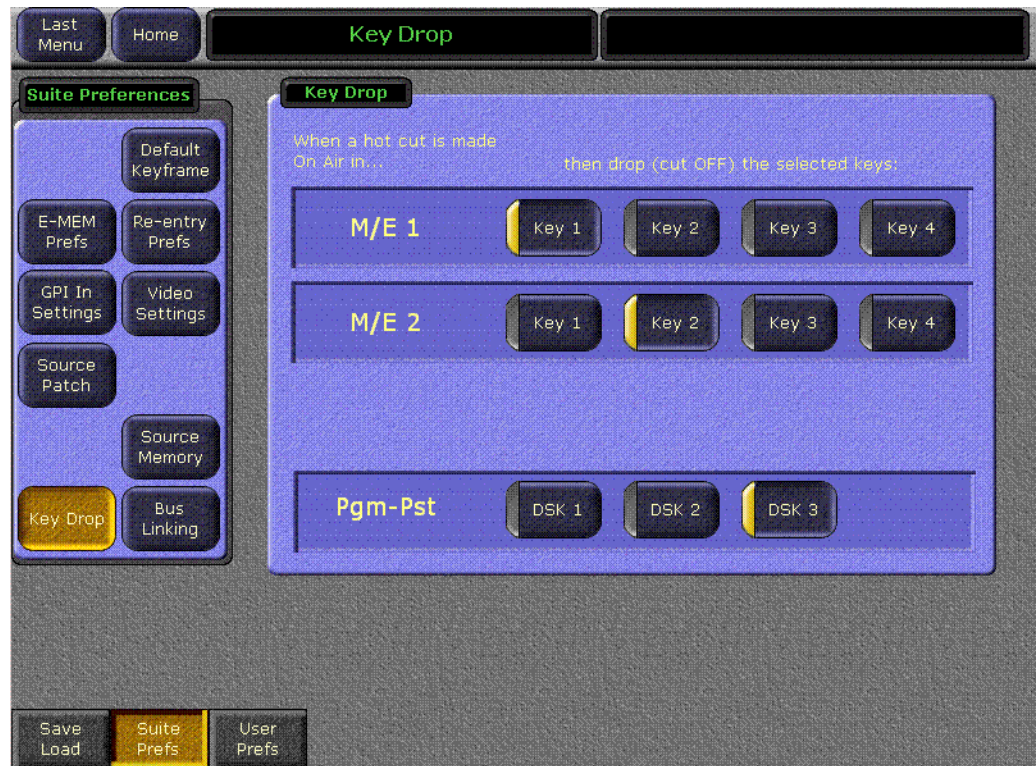 Last
Menu
Home
Key Drop
Suite Preferences
Default
Keyframe
E-MEM
Prefs
Re-entry
Prefs
GPI In
Settings
Video
Settings
Source
Patch
Source
Memory
Key Drop
Bus
Linking
Key Drop
When a hot cut is made
On Air in...
then drop (cut OFF) the selected keys:
M/E 1
Key 1
Key 2
Key 3
Key 4
M/E 2
Key 1
Key 2
Key 3
Key 4
Pgm-Pst
DSK 1
DSK 2
DSK 3
Save
Load
Suite
Prefs
User
Prefs